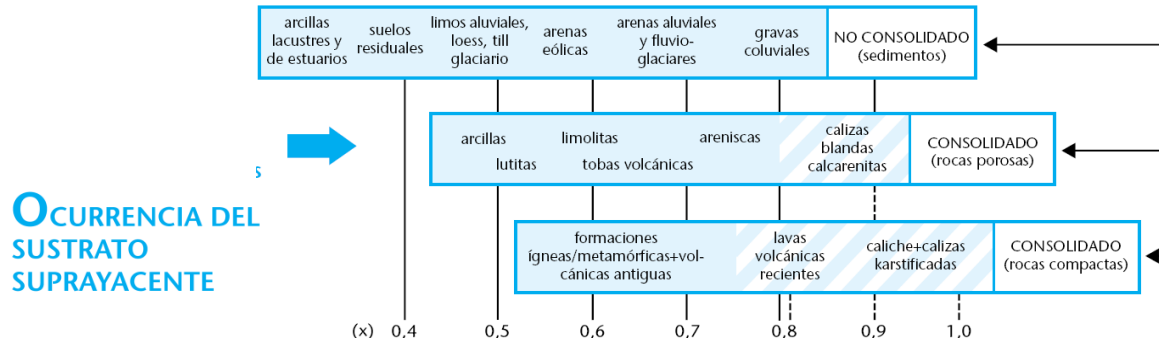 arcillas
lacustres y
de estuarios
suelos
residuales
limos aluviales,
loess, till
glaciario
arenas
eólicas
arenas aluviales
y fluvio-
glaciares
gravas
coluviales
NO CONSOLIDADO
(sedimentos)
arcillas
limolitas
areniscas
lutitas
tobas volcánicas
calizas
blandas
calcarenitas
CONSOLIDADO
(rocas porosas)
s
OCURRENCIA DEL
SUSTRATO
SUPRAYACENTE
formaciones
ígneas/metamórficas+vol-
cánicas antiguas
lavas
volcánicas
recientes
caliche+calizas
karstificadas
CONSOLIDADO
(rocas compactas)
(x) 0,4 0,5 0,6 0,7 0,8 0,9 1,0